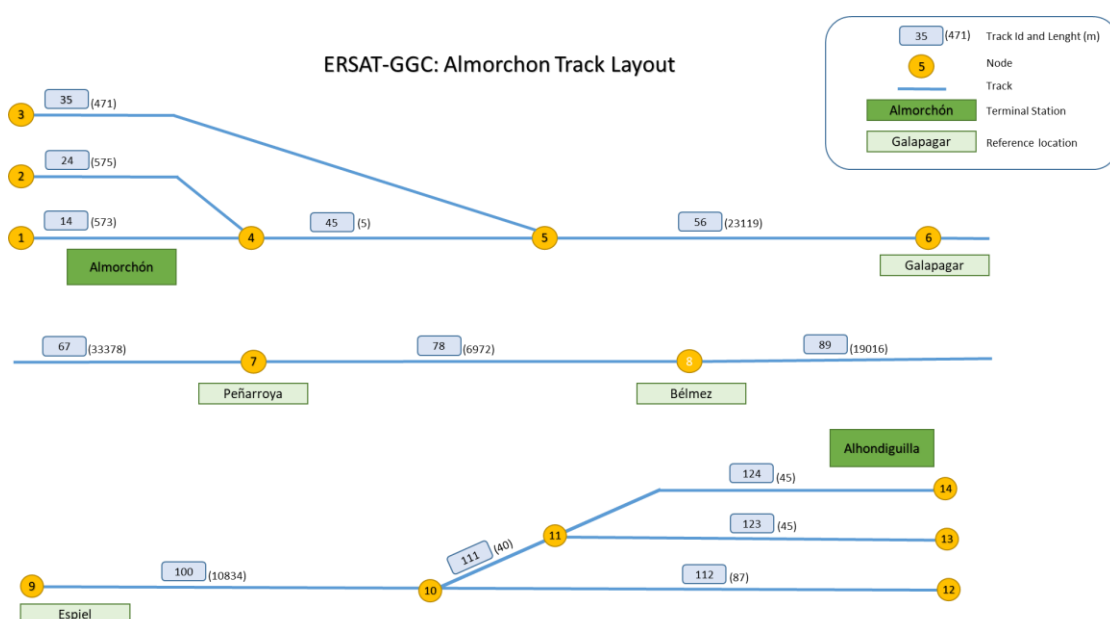 35 (471) Track Id and Lenght (m)
ERSAT-GGC: Almorchon Track Layout
5 Node
Track
Almorchón Terminal Station
Galapagar Reference location
3 35 (471)
2 24 (575)
1 14 (573) 4 45 (5) 5 56 (23119) 6
Almorchón Galapagar
67 (33378) 7 78 (6972) 8 89 (19016)
Peñarroya Bélmez
Alhondiguilla
124 (45) 14
11 123 (45) 13
111 (40)
9 100 (10834) 10 112 (87) 12
Espiel